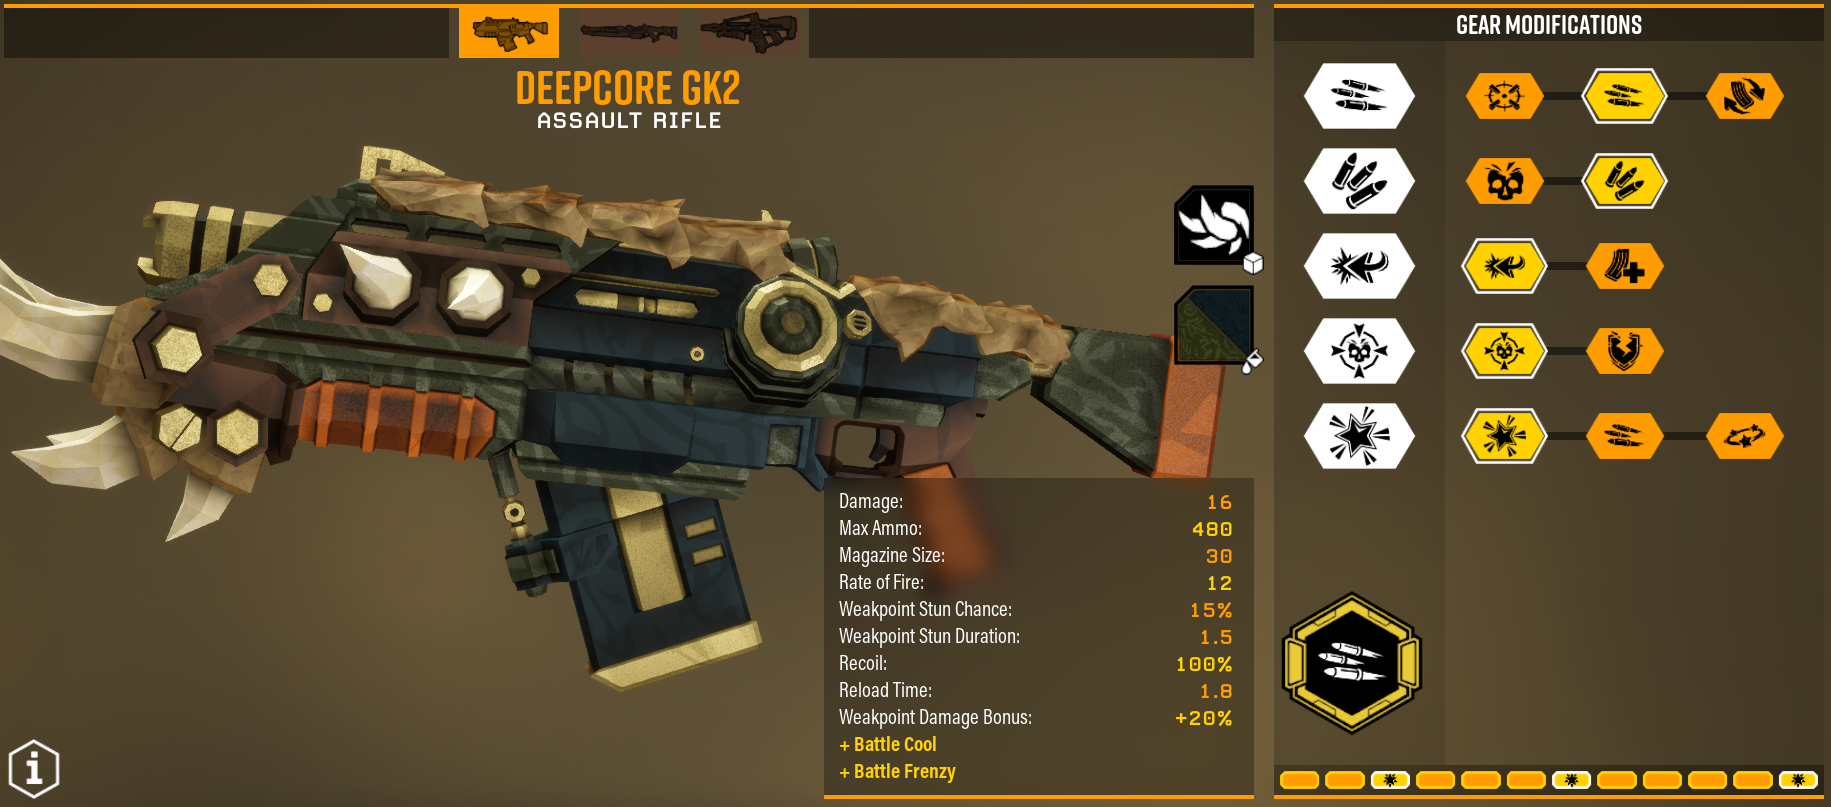 DEEPCORE GK2
ASSAULT RIFLE
GEAR MODIFICATIONS
Damage: 16
Max Ammo: 480
Magazine Size: 30
Rate of Fire: 12
Weakpoint Stun Chance: 15%
Weakpoint Stun Duration: 1.5
Recoil: 100%
Reload Time: 1.8
Weakpoint Damage Bonus: +20%
+ Battle Cool
+ Battle Frenzy